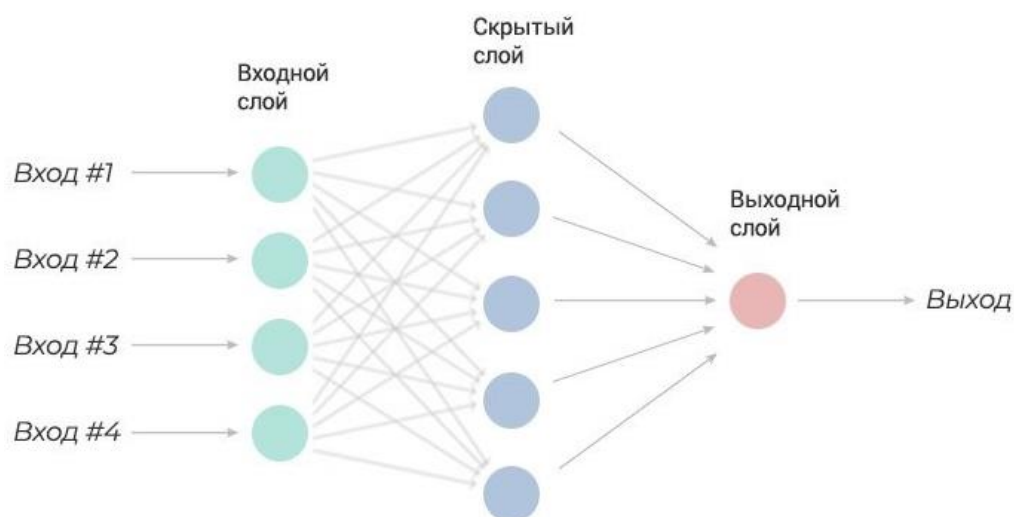 Скрытый
слой
Входной
слой
Вход #1
Выходной
слой
Вход #2
Выход
Вход #3
Вход #4